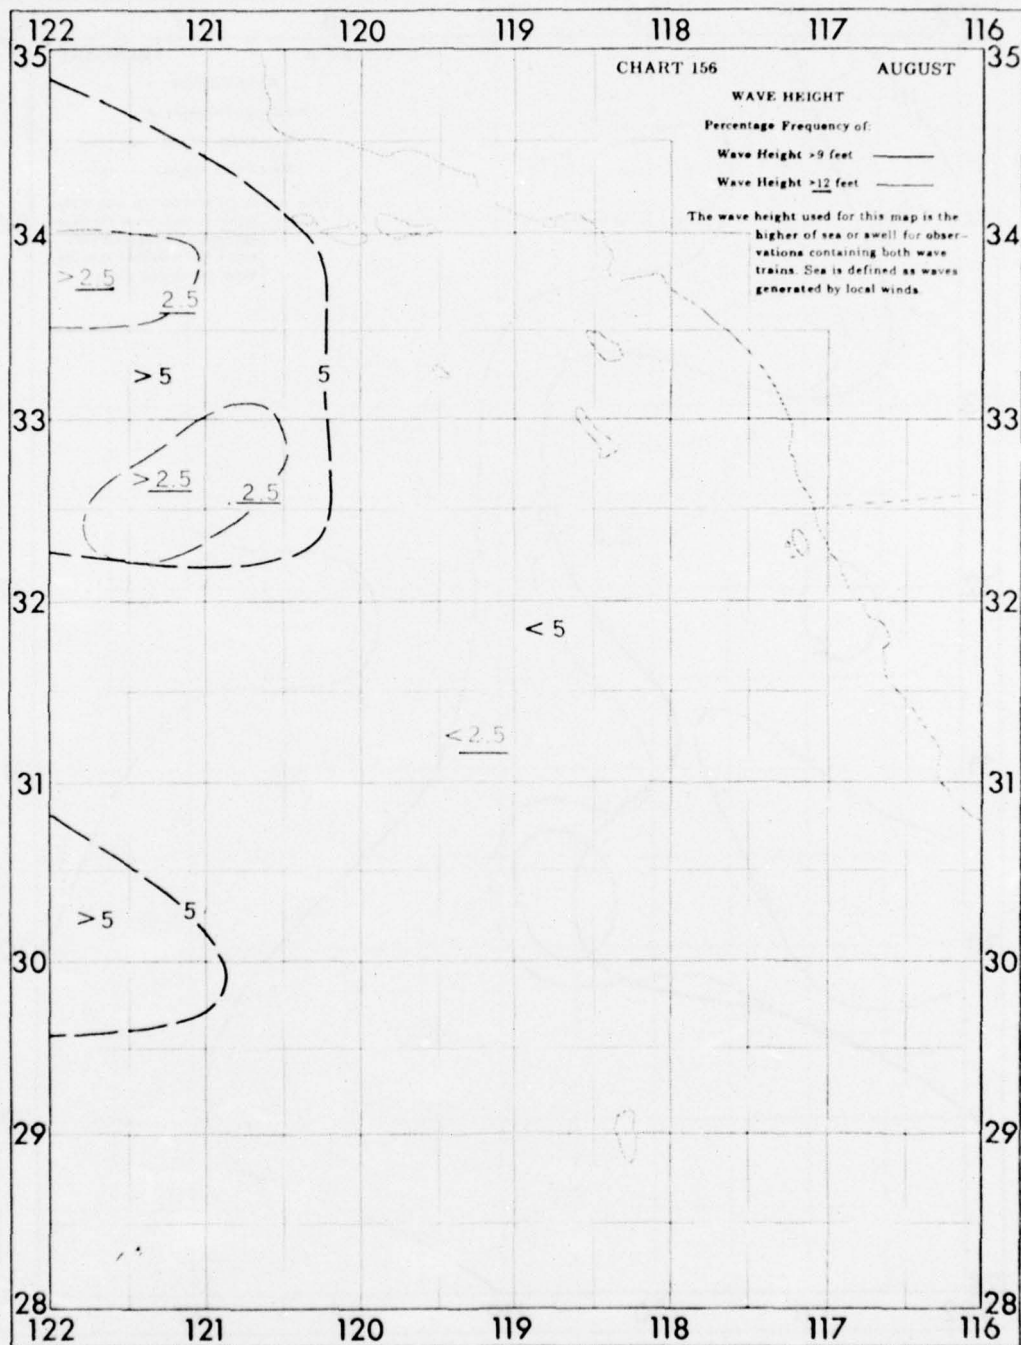 122 121 120 119 118 117 116
35 35
CHART 156 AUGUST
WAVE HEIGHT
Percentage Frequency of:
Wave Height >9 feet
Wave Height >12 feet
The wave height used for this map is the
higher of sea or swell for obser-
vations containing both wave
trains. Sea is defined as waves
generated by local winds.
34 34
>2.5
2.5
>5 5
33 33
>2.5
2.5
32 32
<5
<2.5
31 31
>5 5
30 30
29 29
28 28
122 121 120 119 118 117 116